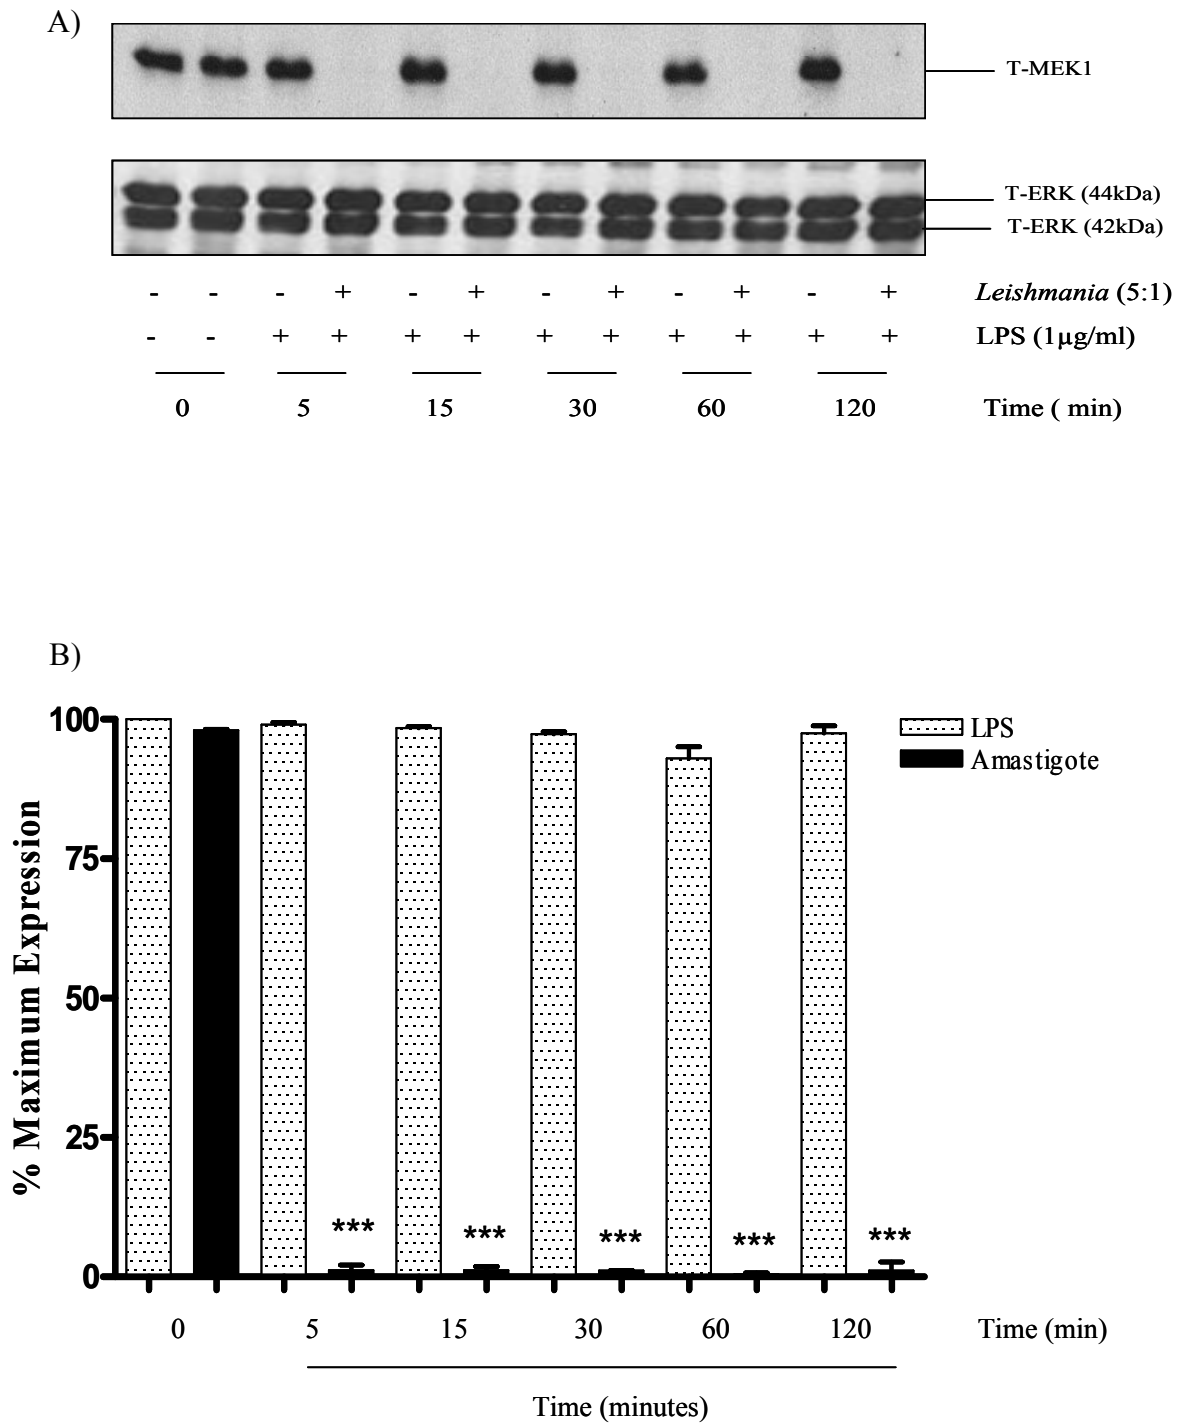 A)
T-MEK1
T-ERK (44kDa)
T-ERK (42kDa)
- - - + - + - + - + - + Leishmania (5:1)
- - + + + + + + + + + + LPS (1μg/ml)
0 5 15 30 60 120 Time ( min)
B)
% Maximum Expression
100
75
50
25
0
LPS
Amastigote
*** *** *** *** ***
0 5 15 30 60 120 Time (min)
Time (minutes)